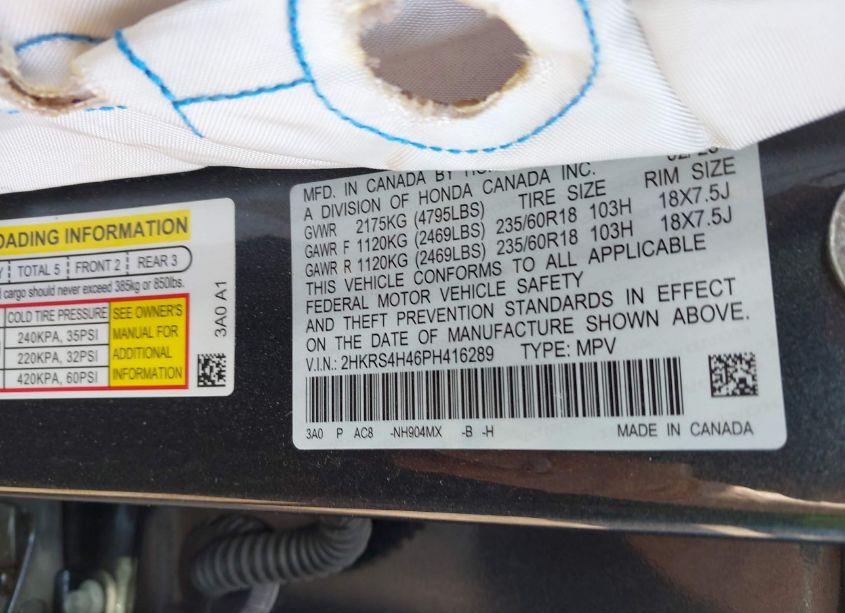 OADING INFORMATION
Y TOTAL 5 FRONT 2 REAR 3
d cargo should never exceed 385kg or 850lbs.
COLD TIRE PRESSURE SEE OWNER'S
MANUAL FOR
ADDITIONAL
INFORMATION
240KPA, 35PSI
220KPA, 32PSI
420KPA, 60PSI
3A0 A1
MFD. IN CANADA BY
A DIVISION OF HONDA CANADA INC.
TIRE SIZE RIM SIZE
GVWR 2175KG (4795LBS)
GAWR F 1120KG (2469LBS) 235/60R18 103H 18X7.5J
GAWR R 1120KG (2469LBS) 235/60R18 103H 18X7.5J
THIS VEHICLE CONFORMS TO ALL APPLICABLE
FEDERAL MOTOR VEHICLE SAFETY
AND THEFT PREVENTION STANDARDS IN EFFECT
ON THE DATE OF MANUFACTURE SHOWN ABOVE.
V.I.N.: 2HKRS4H46PH416289 TYPE: MPV
3A0 P AC8 -NH904MX -B -H
MADE IN CANADA